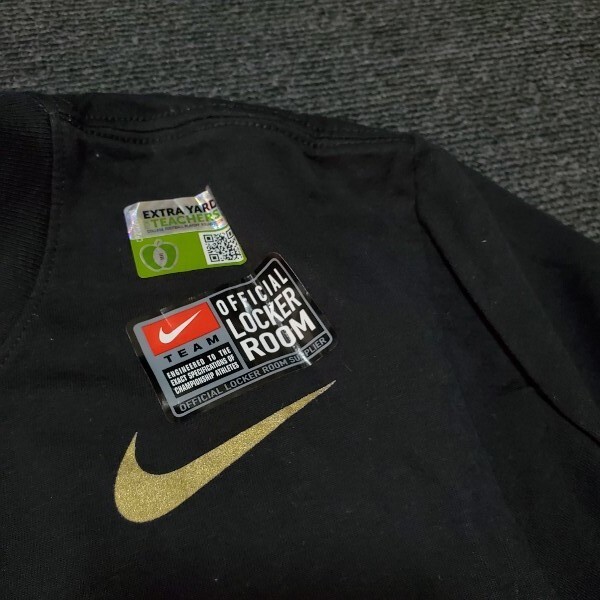 EXTRA YARD
TEACHERS
TEAM
ENGINEERED TO THE
EXACT SPECIFICATIONS OF
CHAMPIONSHIP ATHLETES
OFFICIAL
LOCKER
ROOM
OFFICIAL LOCKER ROOM SUPPLIER